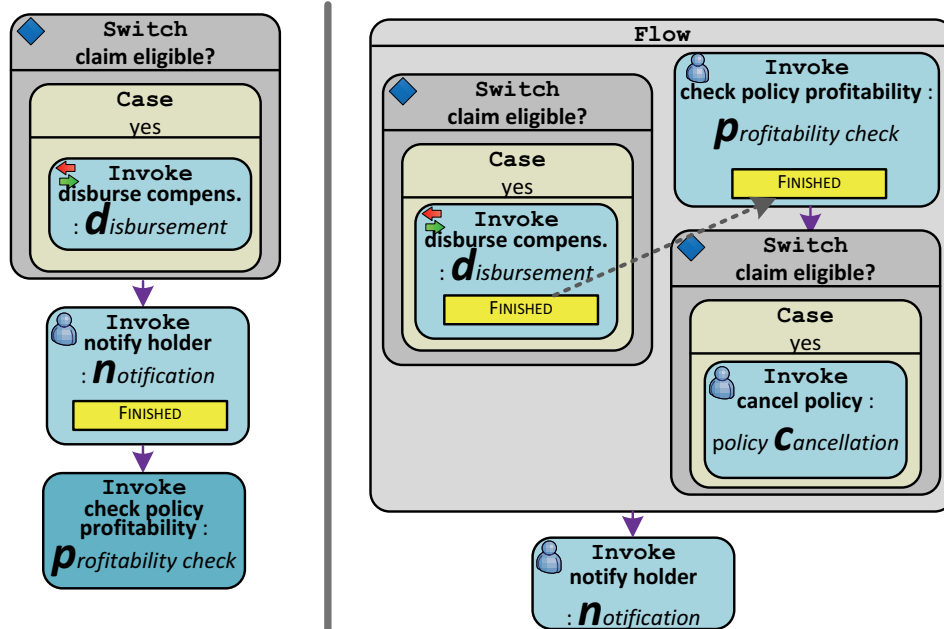 Switch
claim eligible?
Case
yes
Invoke
disburse compens.
: disbursement
Invoke
notify holder
: notification
FINISHED
Invoke
check policy
profitability :
profitability check
Flow
Switch
claim eligible?
Case
yes
Invoke
disburse compens.
: disbursement
FINISHED
Invoke
check policy profitability :
profitability check
FINISHED
Switch
claim eligible?
Case
yes
Invoke
cancel policy :
policy cancellation
Invoke
notify holder
: notification